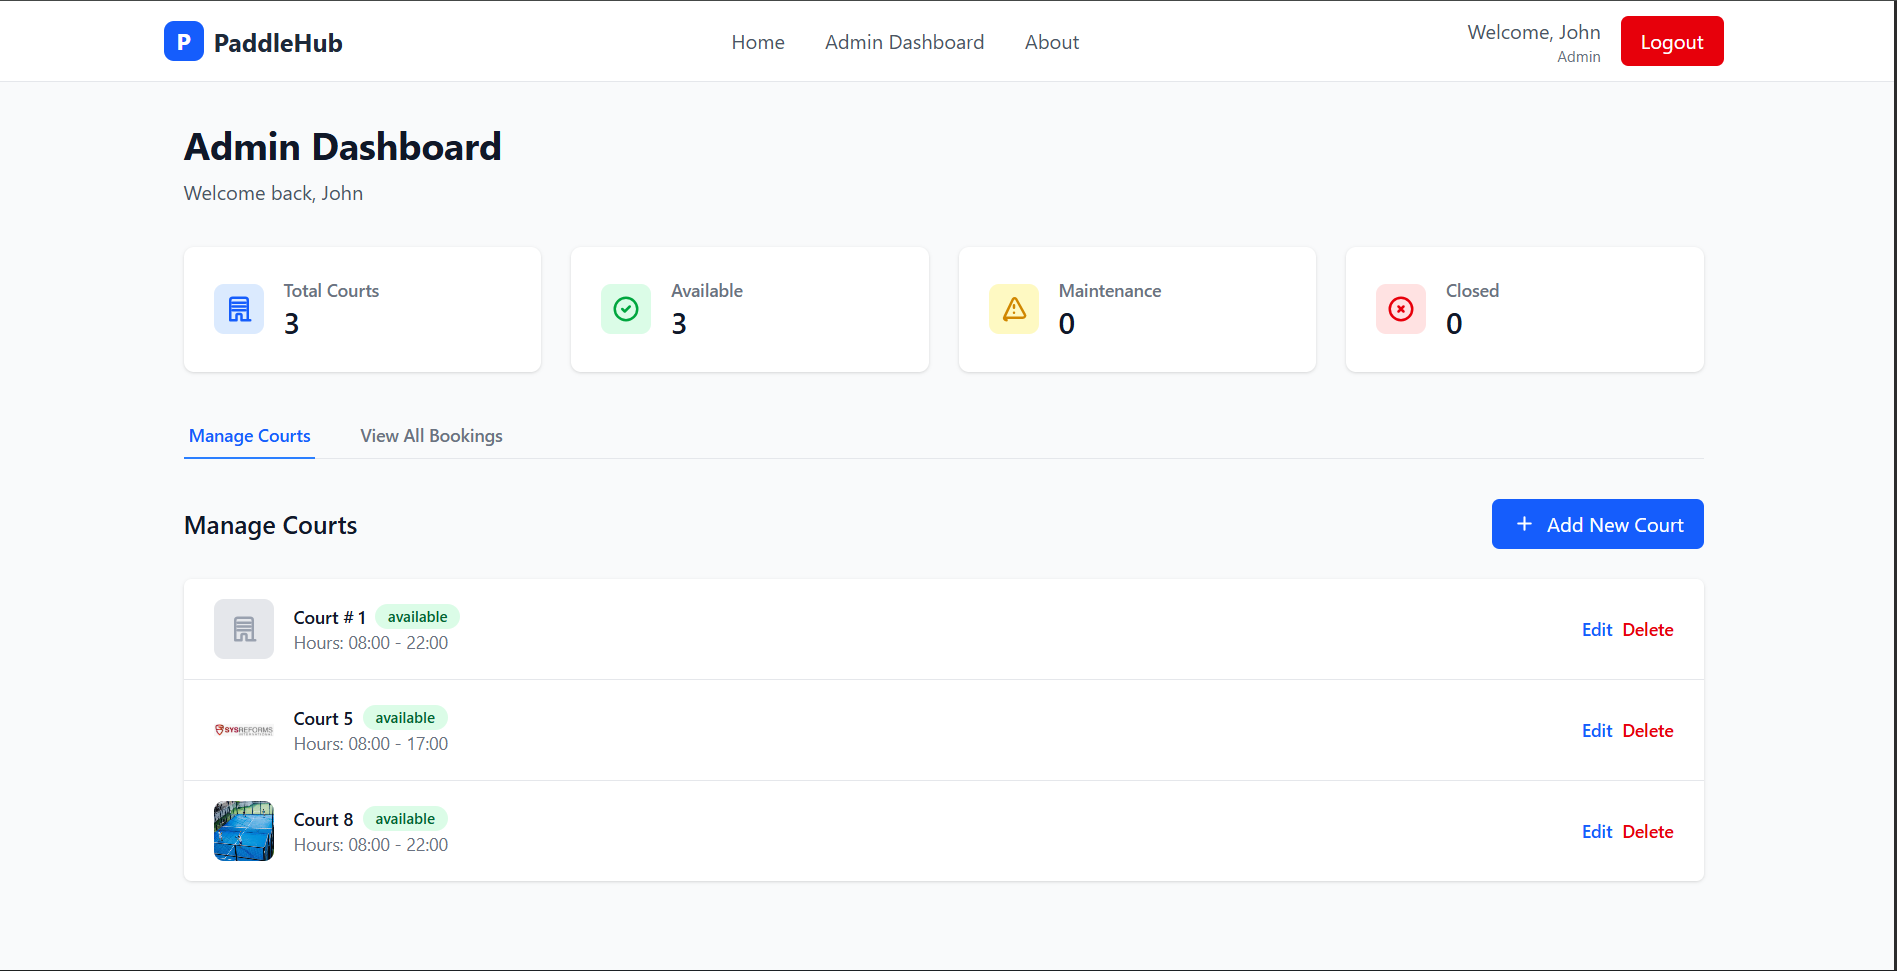 P PaddleHub
Home Admin Dashboard About
Welcome, John
Admin
Logout
Admin Dashboard
Welcome back, John
Total Courts
3
Available
3
Maintenance
0
Closed
0
Manage Courts View All Bookings
Manage Courts
+ Add New Court
Court # 1 available
Hours: 08:00 - 22:00
Edit Delete
SYSREFORMS
INTERNATIONAL
Court 5 available
Hours: 08:00 - 17:00
Edit Delete
Court 8 available
Hours: 08:00 - 22:00
Edit Delete